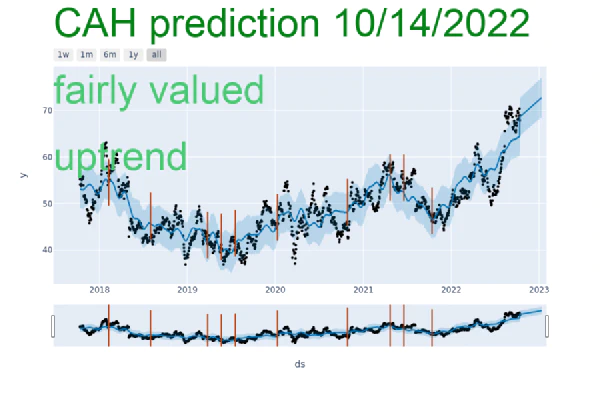 CAH prediction 10/14/2022
1w 1m 6m 1y all
fairly valued
70
60
uptrend
y
50
40
2018 2019 2020 2021 2022 2023
ds